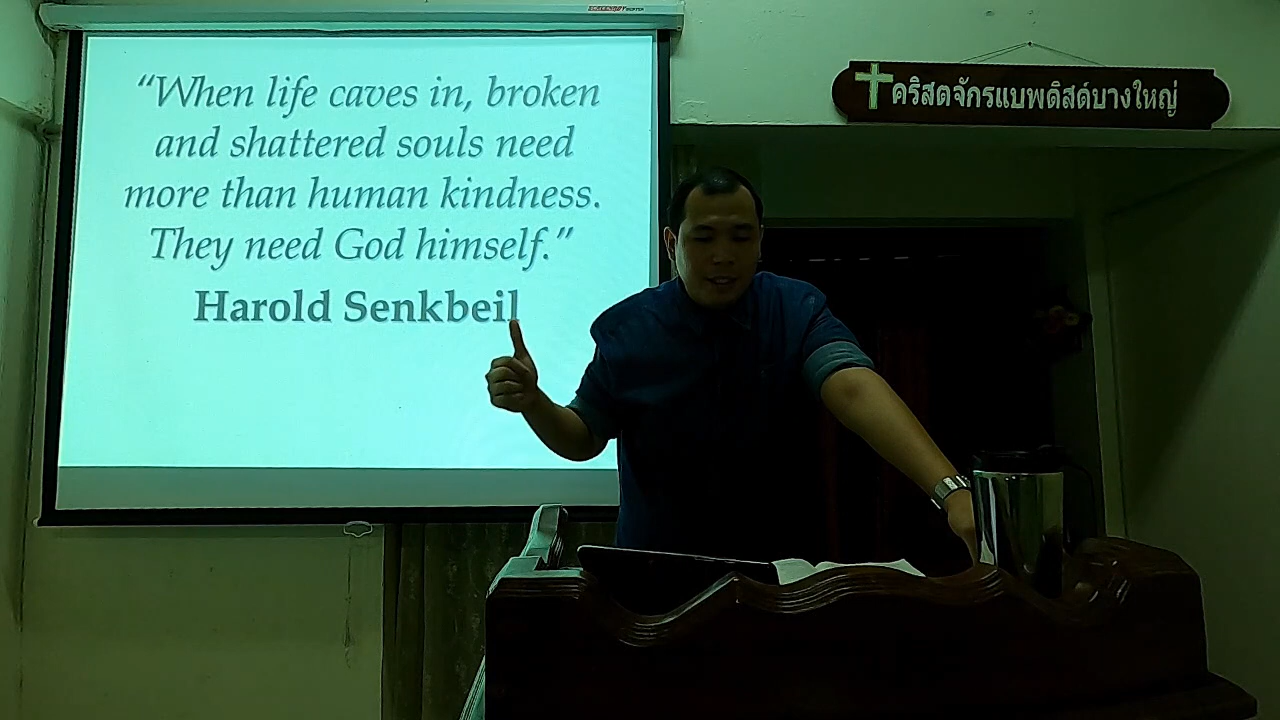 “When life caves in, broken
and shattered souls need
more than human kindness.
They need God himself.”
Harold Senkbeil
คริสตจักรแบพติสต์บางใหญ่